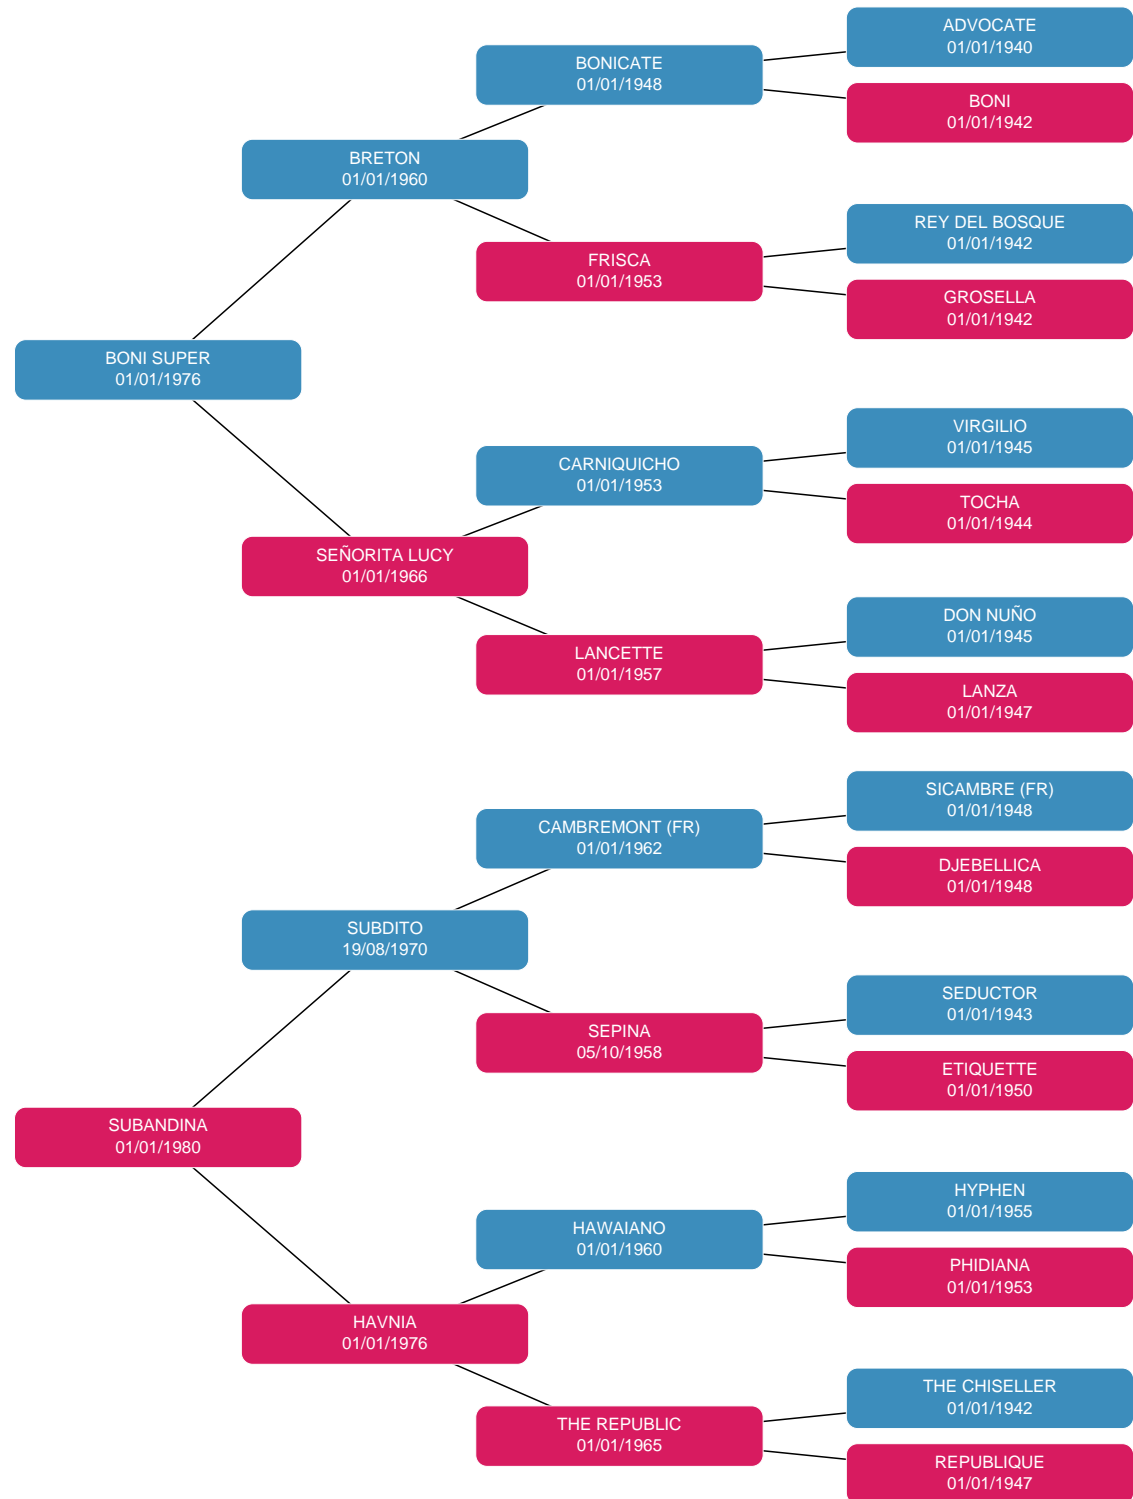 ADVOCATE
01/01/1940
BONICATE
01/01/1948
BONI
01/01/1942
BRETON
01/01/1960
REY DEL BOSQUE
01/01/1942
FRISCA
01/01/1953
GROSELLA
01/01/1942
BONI SUPER
01/01/1976
VIRGILIO
01/01/1945
CARNIQUICHO
01/01/1953
TOCHA
01/01/1944
SEÑORITA LUCY
01/01/1966
DON NUÑO
01/01/1945
LANCETTE
01/01/1957
LANZA
01/01/1947
SICAMBRE (FR)
01/01/1948
CAMBREMONT (FR)
01/01/1962
DJEBELLICA
01/01/1948
SUBDITO
19/08/1970
SEDUCTOR
01/01/1943
SEPINA
05/10/1958
ETIQUETTE
01/01/1950
SUBANDINA
01/01/1980
HYPHEN
01/01/1955
HAWAIANO
01/01/1960
PHIDIANA
01/01/1953
HAVNIA
01/01/1976
THE CHISELLER
01/01/1942
THE REPUBLIC
01/01/1965
REPUBLIQUE
01/01/1947